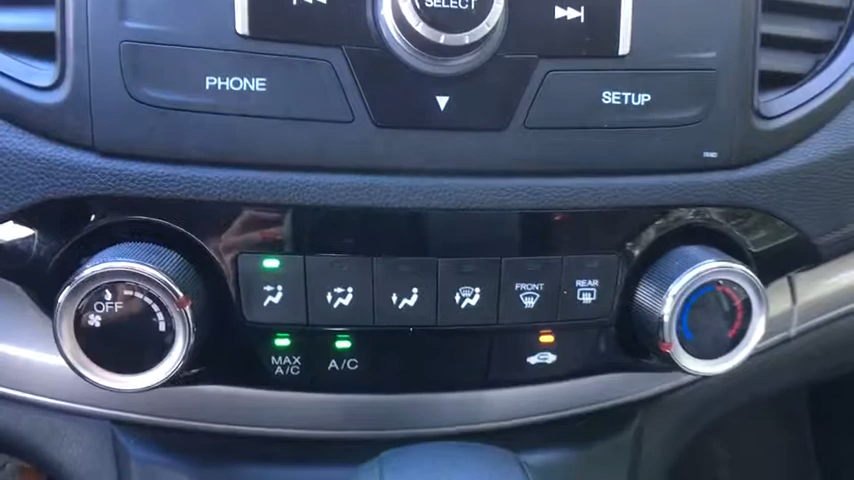 SELECT
PHONE
SETUP
FRONT
REAR
OFF
MAX
A/C
A/C